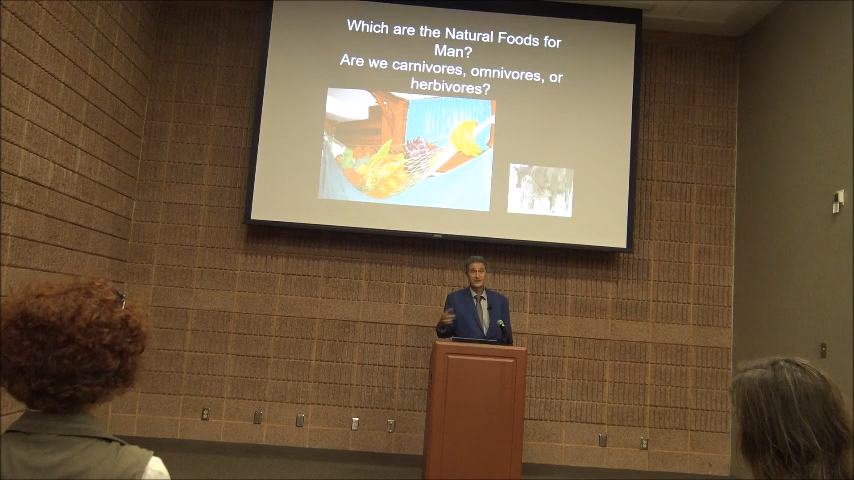 Which are the Natural Foods for
Man?
Are we carnivores, omnivores, or
herbivores?